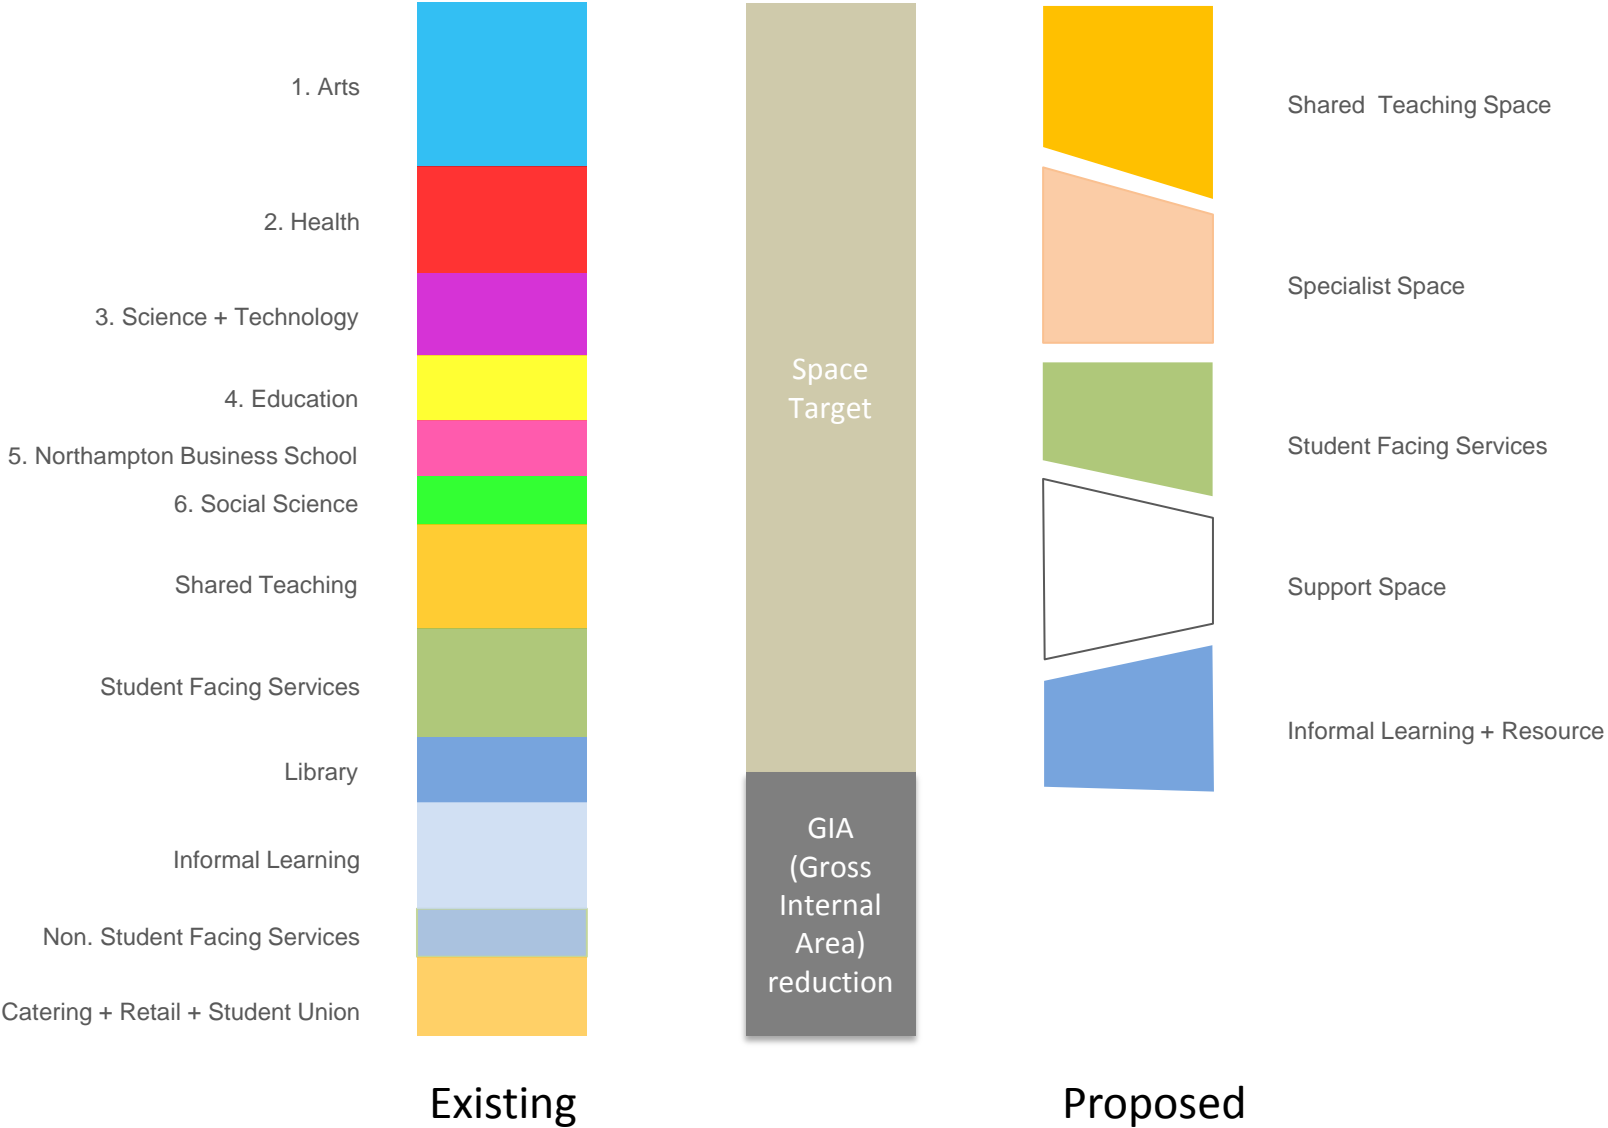 1. Arts
2. Health
3. Science + Technology
4. Education
5. Northampton Business School
6. Social Science
Shared Teaching
Student Facing Services
Library
Informal Learning
Non. Student Facing Services
Catering + Retail + Student Union
Existing
Space
Target
GIA
(Gross
Internal
Area)
reduction
Shared Teaching Space
Specialist Space
Student Facing Services
Support Space
Informal Learning + Resource
Proposed